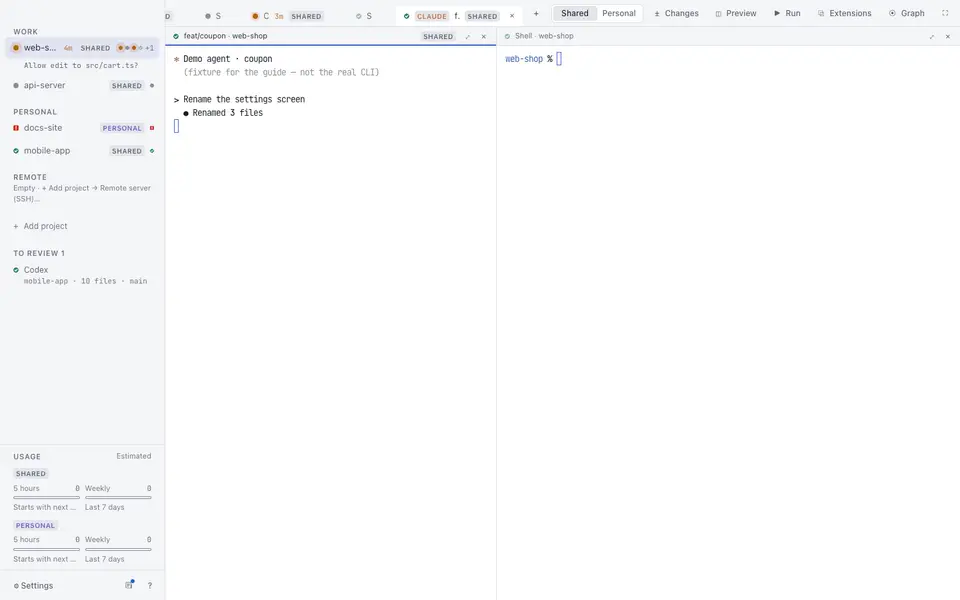 WORK
web-s... 4m SHARED +1
Allow edit to src/cart.ts?
api-server SHARED
PERSONAL
docs-site PERSONAL
mobile-app SHARED
REMOTE
Empty · + Add project → Remote server
(SSH)...
+ Add project
TO REVIEW 1
Codex
mobile-app · 10 files · main
USAGE Estimated
SHARED
5 hours 0 Weekly 0
Starts with next ... Last 7 days
PERSONAL
5 hours 0 Weekly 0
Starts with next ... Last 7 days
Settings ?
D S C 3m SHARED S CLAUDE f. SHARED × +
Shared Personal Changes Preview Run Extensions Graph
feat/coupon · web-shop SHARED ×
Demo agent · coupon
(fixture for the guide — not the real CLI)
> Rename the settings screen
● Renamed 3 files
Shell · web-shop ×
web-shop %